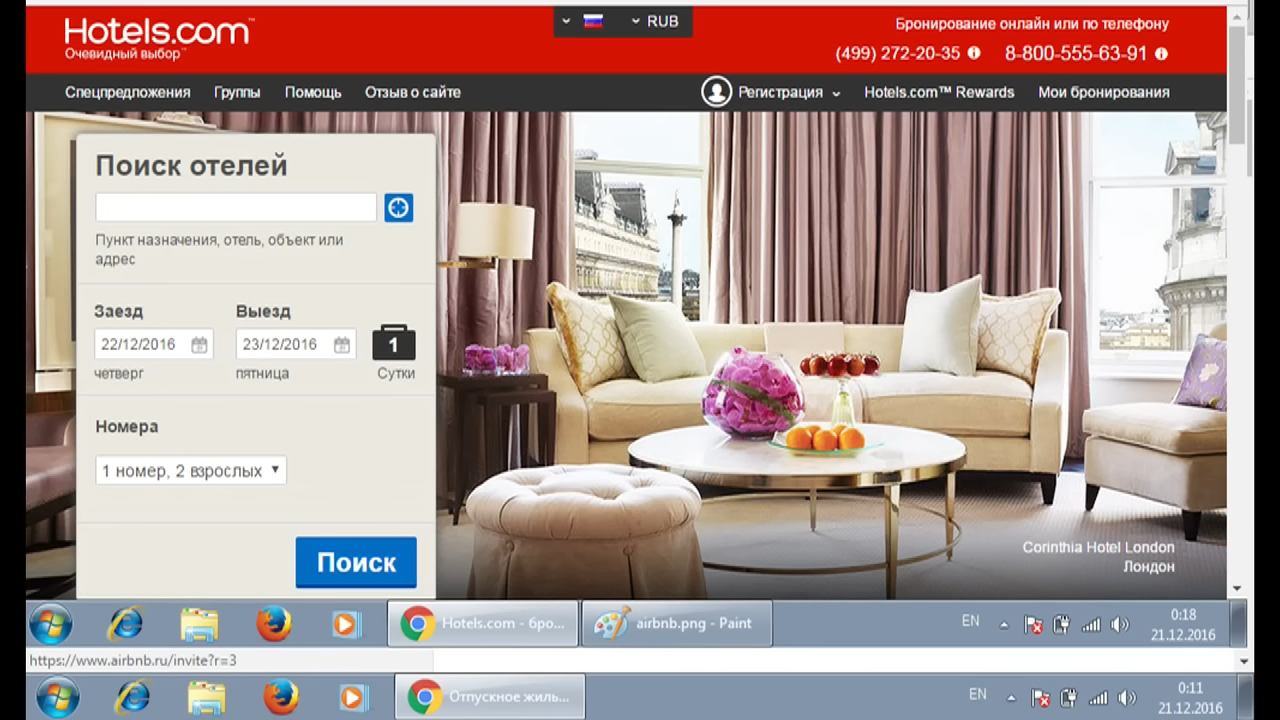 Hotels.com™
Очевидный выбор™
RUB
Бронирование онлайн или по телефону
(499) 272-20-35
8-800-555-63-91
Спецпредложения
Группы
Помощь
Отзыв о сайте
Регистрация
Hotels.com™ Rewards
Мои бронирования
Поиск отелей
Пункт назначения, отель, объект или
адрес
Заезд
Выезд
22/12/2016
23/12/2016
1
четверг
пятница
Сутки
Номера
1 номер, 2 взрослых
Поиск
Corinthia Hotel London
Лондон
Hotels.com - бро...
airbnb.png - Paint
EN
0:18
21.12.2016
https://www.airbnb.ru/invite?r=3
Отпускное жиль...
EN
0:11
21.12.2016